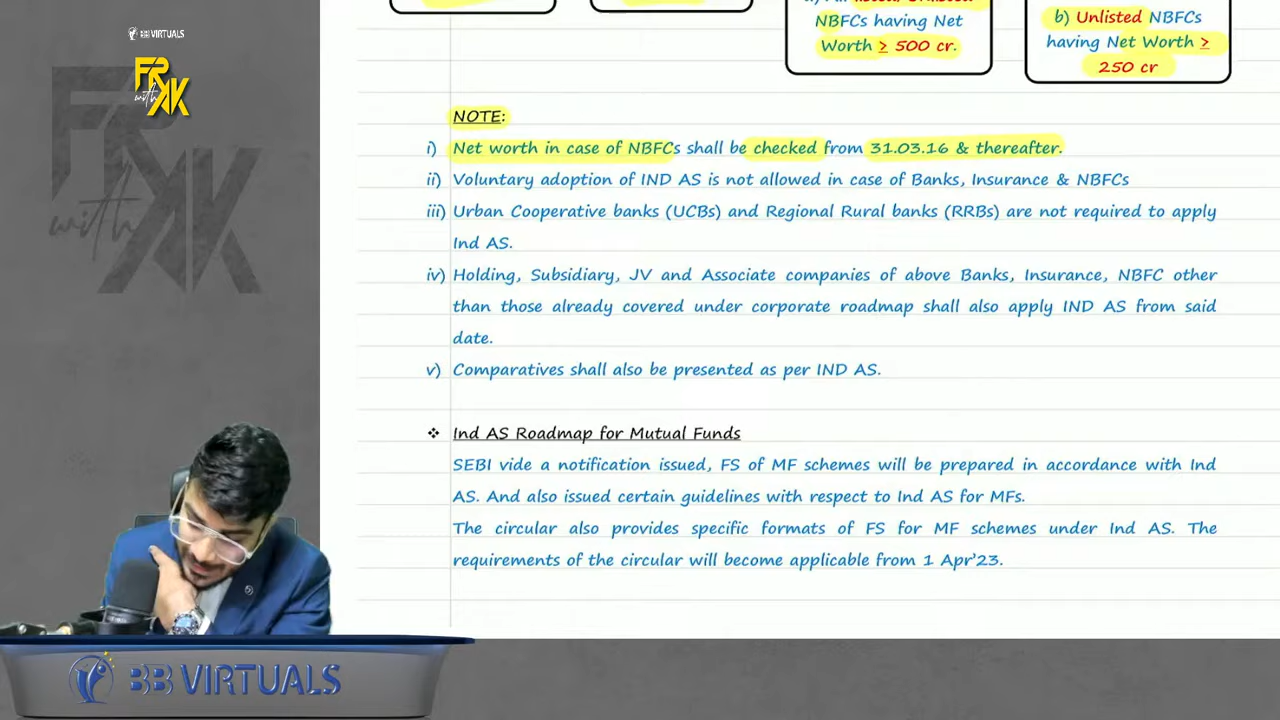 BB VIRTUALS
FR
with
AK
FR
with
AK
NBFCs having Net
Worth ≥ 500 cr.
b) Unlisted NBFCs
having Net Worth ≥
250 cr
NOTE:
i) Net worth in case of NBFCs shall be checked from 31.03.16 & thereafter.
ii) Voluntary adoption of IND AS is not allowed in case of Banks, Insurance & NBFCs
iii) Urban Cooperative banks (UCBs) and Regional Rural banks (RRBs) are not required to apply
Ind AS.
iv) Holding, Subsidiary, JV and Associate companies of above Banks, Insurance, NBFC other
than those already covered under corporate roadmap shall also apply IND AS from said
date.
v) Comparatives shall also be presented as per IND AS.
❖ Ind AS Roadmap for Mutual Funds
SEBI vide a notification issued, FS of MF schemes will be prepared in accordance with Ind
AS. And also issued certain guidelines with respect to Ind AS for MFs.
The circular also provides specific formats of FS for MF schemes under Ind AS. The
requirements of the circular will become applicable from 1 Apr'23.
BB VIRTUALS